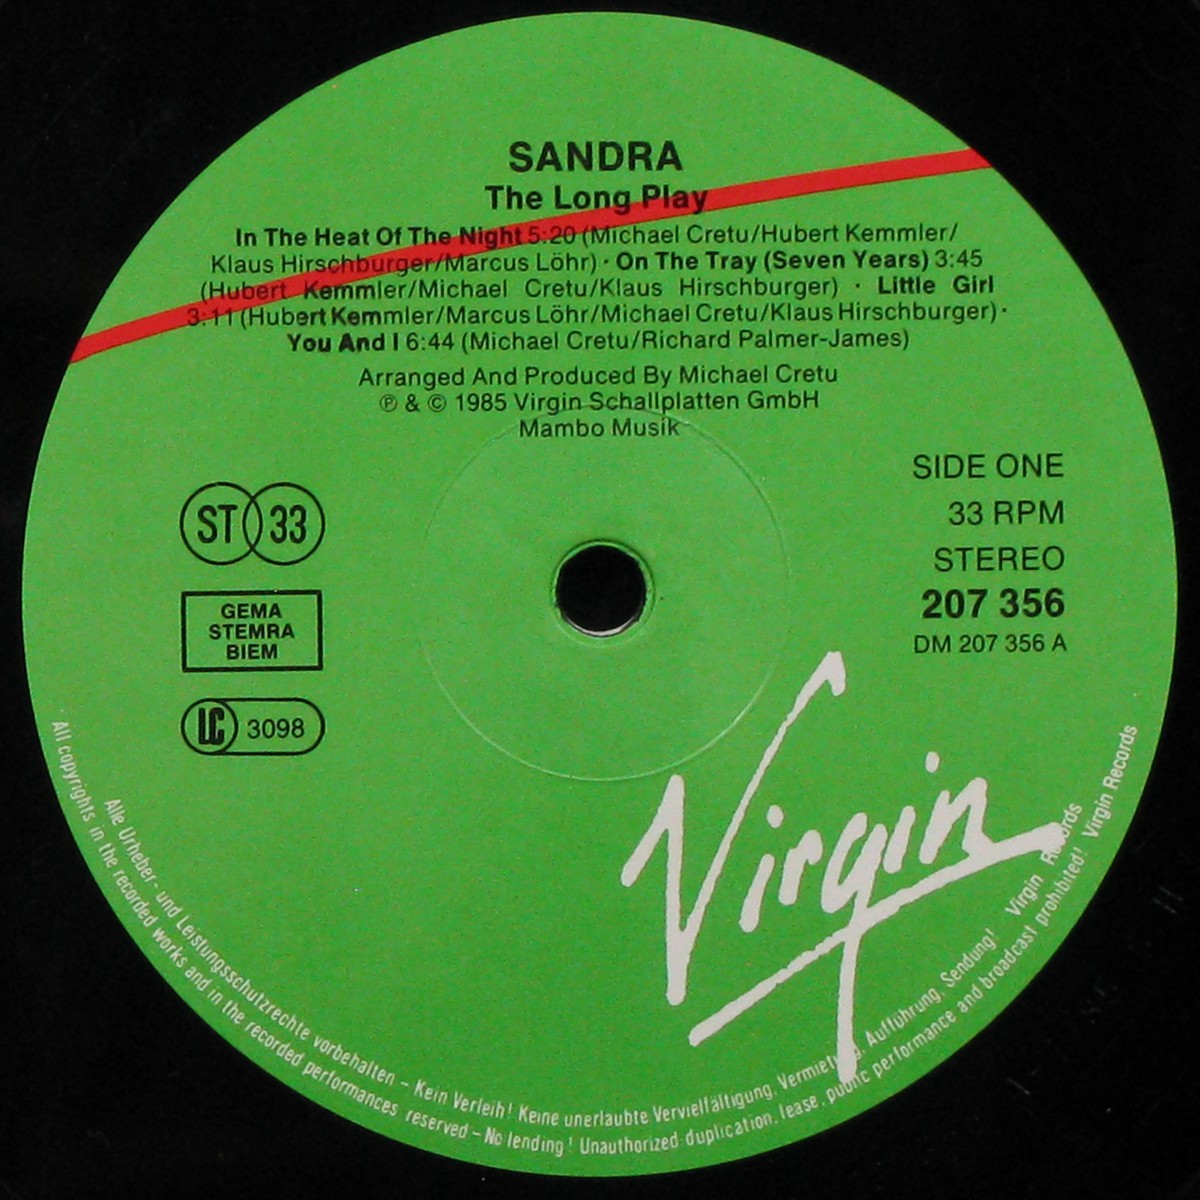 SANDRA
The Long Play
In The Heat Of The Night 5:20 (Michael Cretu/Hubert Kemmler/
Klaus Hirschburger/Marcus Löhr) · On The Tray (Seven Years) 3:45
(Hubert Kemmler/Michael Cretu/Klaus Hirschburger) · Little Girl
3:11 (Hubert Kemmler/Marcus Löhr/Michael Cretu/Klaus Hirschburger) ·
You And I 6:44 (Michael Cretu/Richard Palmer-James)
Arranged And Produced By Michael Cretu
℗ & © 1985 Virgin Schallplatten GmbH
Mambo Musik
SIDE ONE
33 RPM
STEREO
207 356
DM 207 356 A
ST 33
GEMA
STEMRA
BIEM
LC 3098
Virgin
Alle Urheber- und Leistungsschutzrechte vorbehalten – Kein Verleih! Keine unerlaubte Vervielfältigung, Vermietung, Aufführung, Sendung! Virgin Records
All copyrights in the recorded works and in the recorded performances reserved – No lending! Unauthorized duplication, lease, public performance and broadcast prohibited! Virgin Records